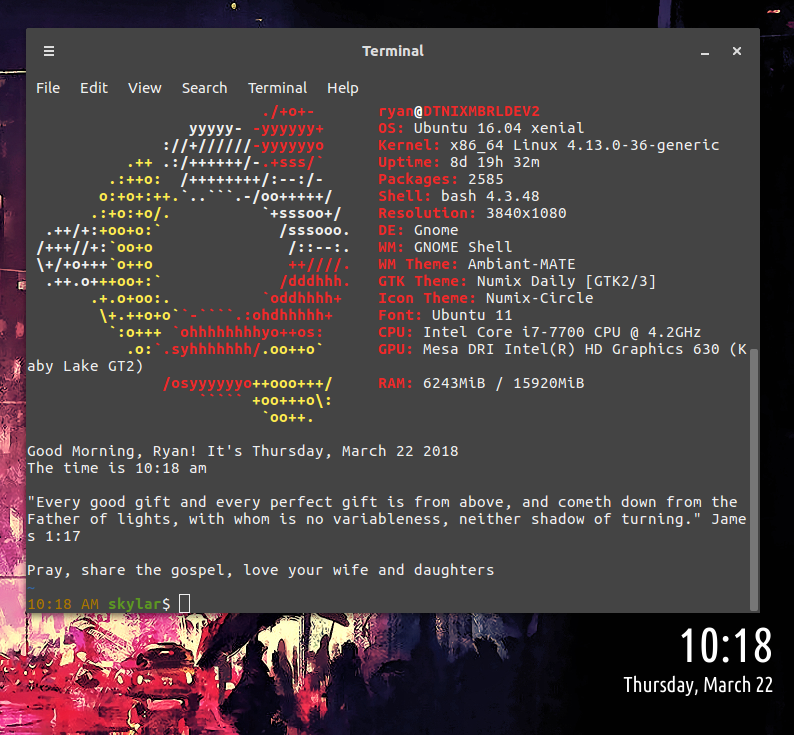 Terminal
File Edit View Search Terminal Help
./+o+- ryan@DTNIXMBRLDEV2
yyyyy- -yyyyyy+ OS: Ubuntu 16.04 xenial
://+//////-yyyyyyo Kernel: x86_64 Linux 4.13.0-36-generic
.++ .:/++++++/-.+sss/` Uptime: 8d 19h 32m
.:++o: /++++++++/:--:/- Packages: 2585
o:+o+:++.`..```.-/oo+++++/ Shell: bash 4.3.48
.:+o:+o/. `+sssoo+/ Resolution: 3840x1080
.++/+:+oo+o:` /sssooo. DE: Gnome
/+++//+:`oo+o /::--:. WM: GNOME Shell
\+/+o+++`o++o ++////. WM Theme: Ambiant-MATE
.++.o+++oo+:` /dddhhh. GTK Theme: Numix Daily [GTK2/3]
.+.o+oo:. `oddhhhh+ Icon Theme: Numix-Circle
\+.++o+o``-````.:ohdhhhhh+ Font: Ubuntu 11
`:o+++ `ohhhhhhhhyo++os: CPU: Intel Core i7-7700 CPU @ 4.2GHz
.o:`.syhhhhhhh/.oo++o` GPU: Mesa DRI Intel(R) HD Graphics 630 (K
aby Lake GT2)
/osyyyyyyo++ooo+++/ RAM: 6243MiB / 15920MiB
````` +oo+++o\:
`oo++.
Good Morning, Ryan! It's Thursday, March 22 2018
The time is 10:18 am
"Every good gift and every perfect gift is from above, and cometh down from the
Father of lights, with whom is no variableness, neither shadow of turning." Jame
s 1:17
Pray, share the gospel, love your wife and daughters
~
10:18 AM skylar$
10:18
Thursday, March 22